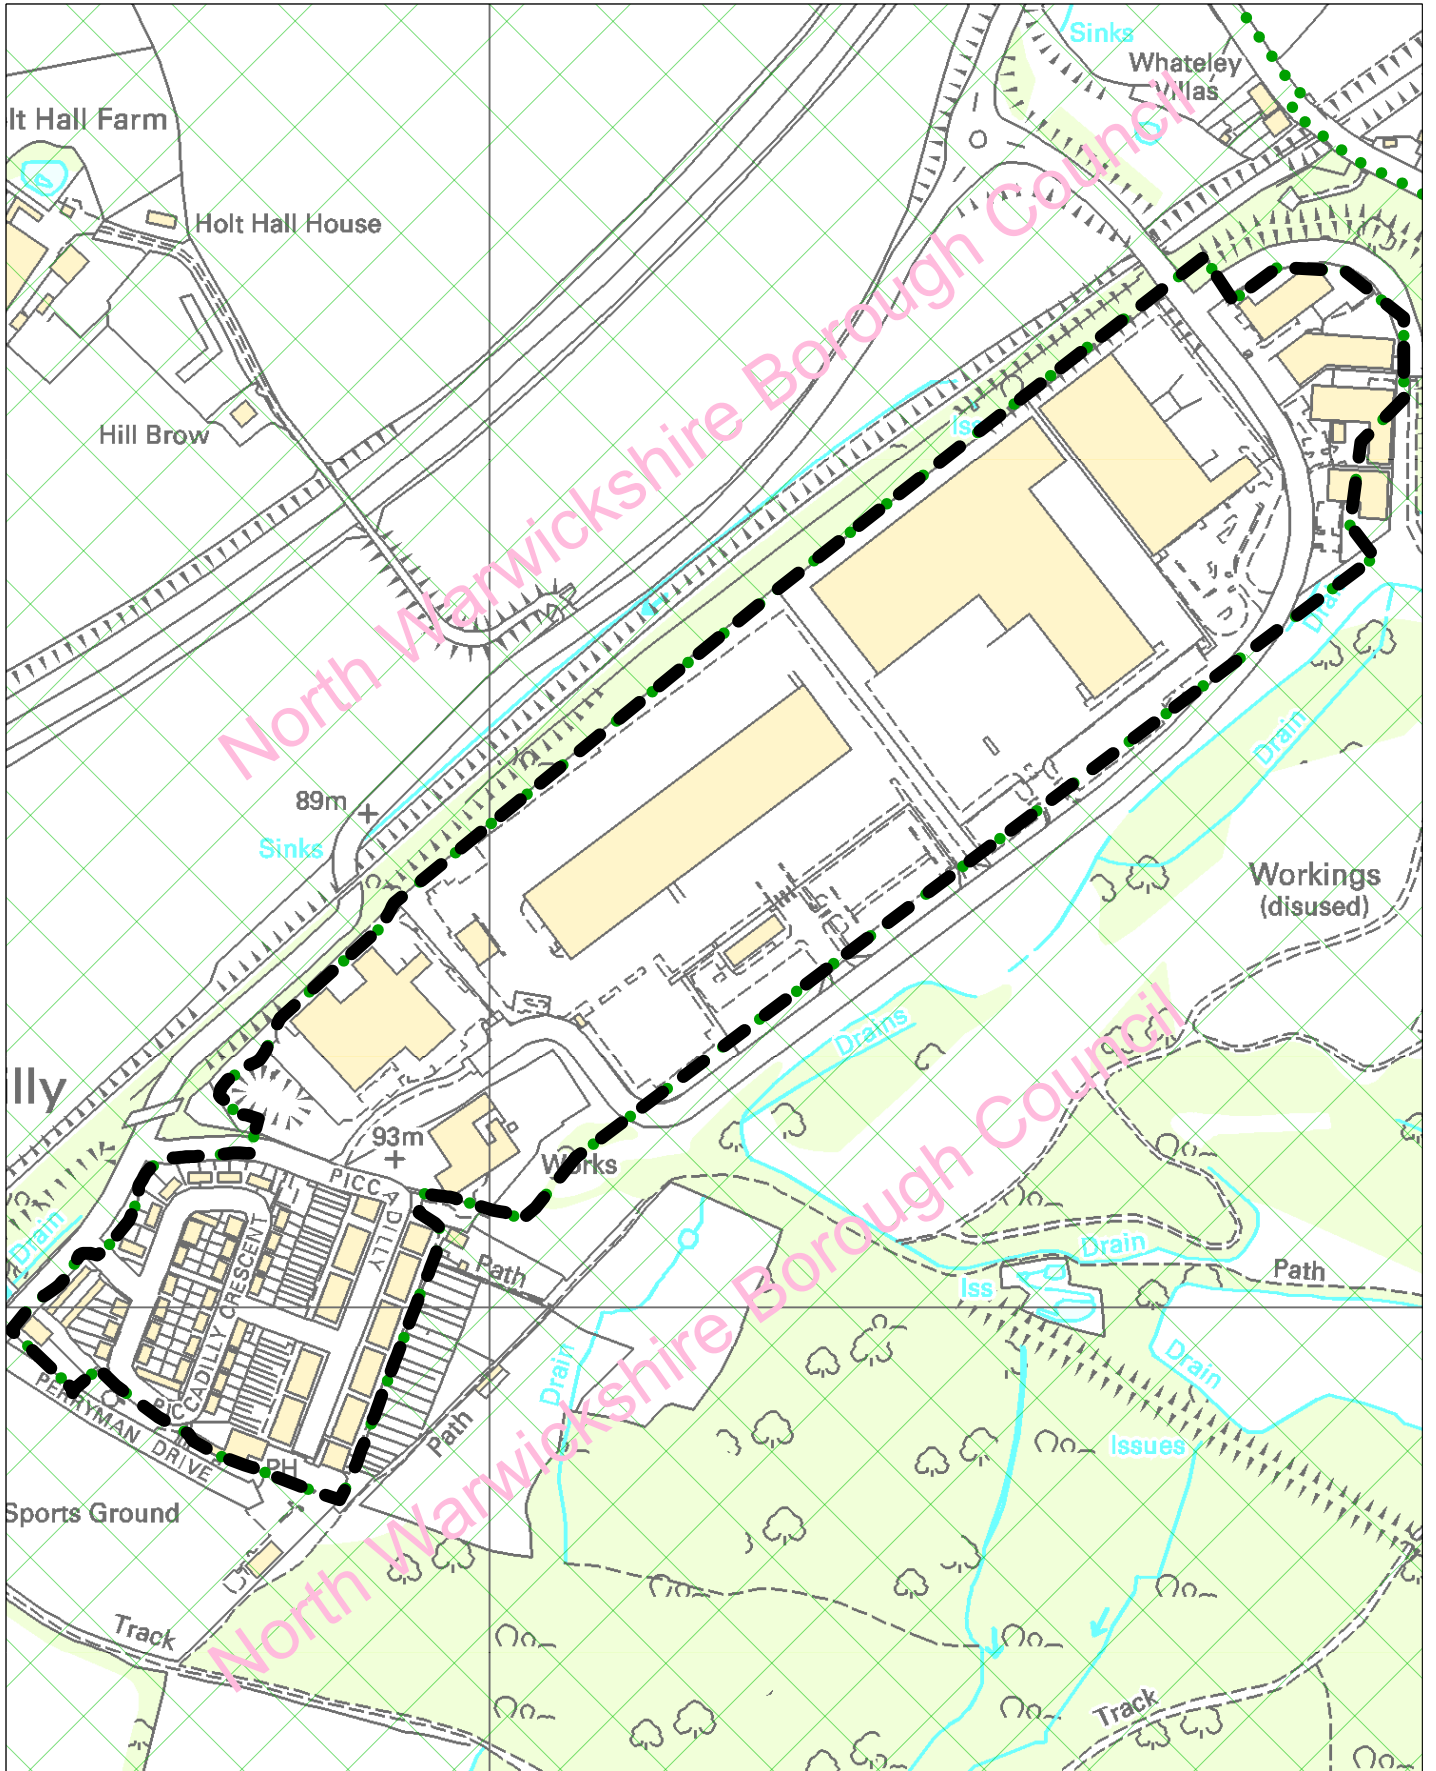 Sinks
Whateley
Villas
lt Hall Farm
Holt Hall House
Hill Brow
North Warwickshire Borough Council
Iss
Drain
89m
Sinks
Workings
(disused)
Drains
lly
93m
Works
PICCADILLY
Drain
PICCADILLY CRESCENT
Path
Drain
Path
Iss
Drain
Drain
PERRYMAN DRIVE
Path
Issues
PH
Sports Ground
North Warwickshire Borough Council
Track
Track